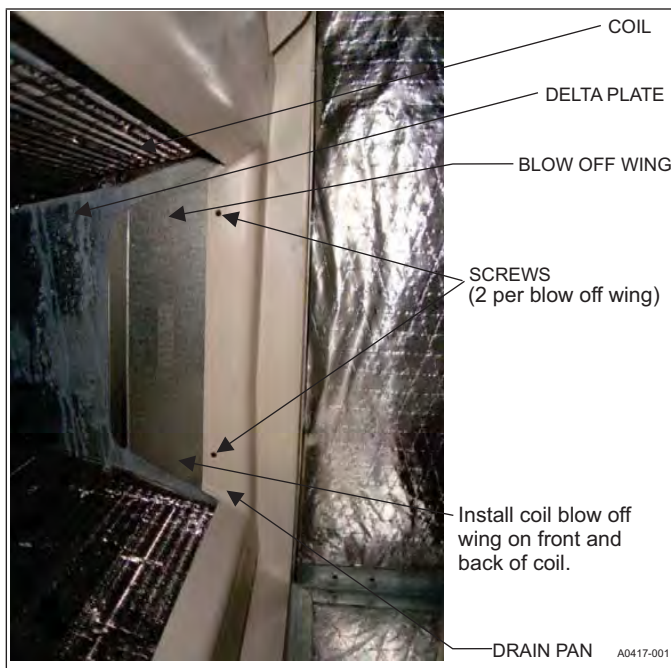 COIL
DELTA PLATE
BLOW OFF WING
SCREWS
(2 per blow off wing)
Install coil blow off
wing on front and
back of coil.
DRAIN PAN
A0417-001